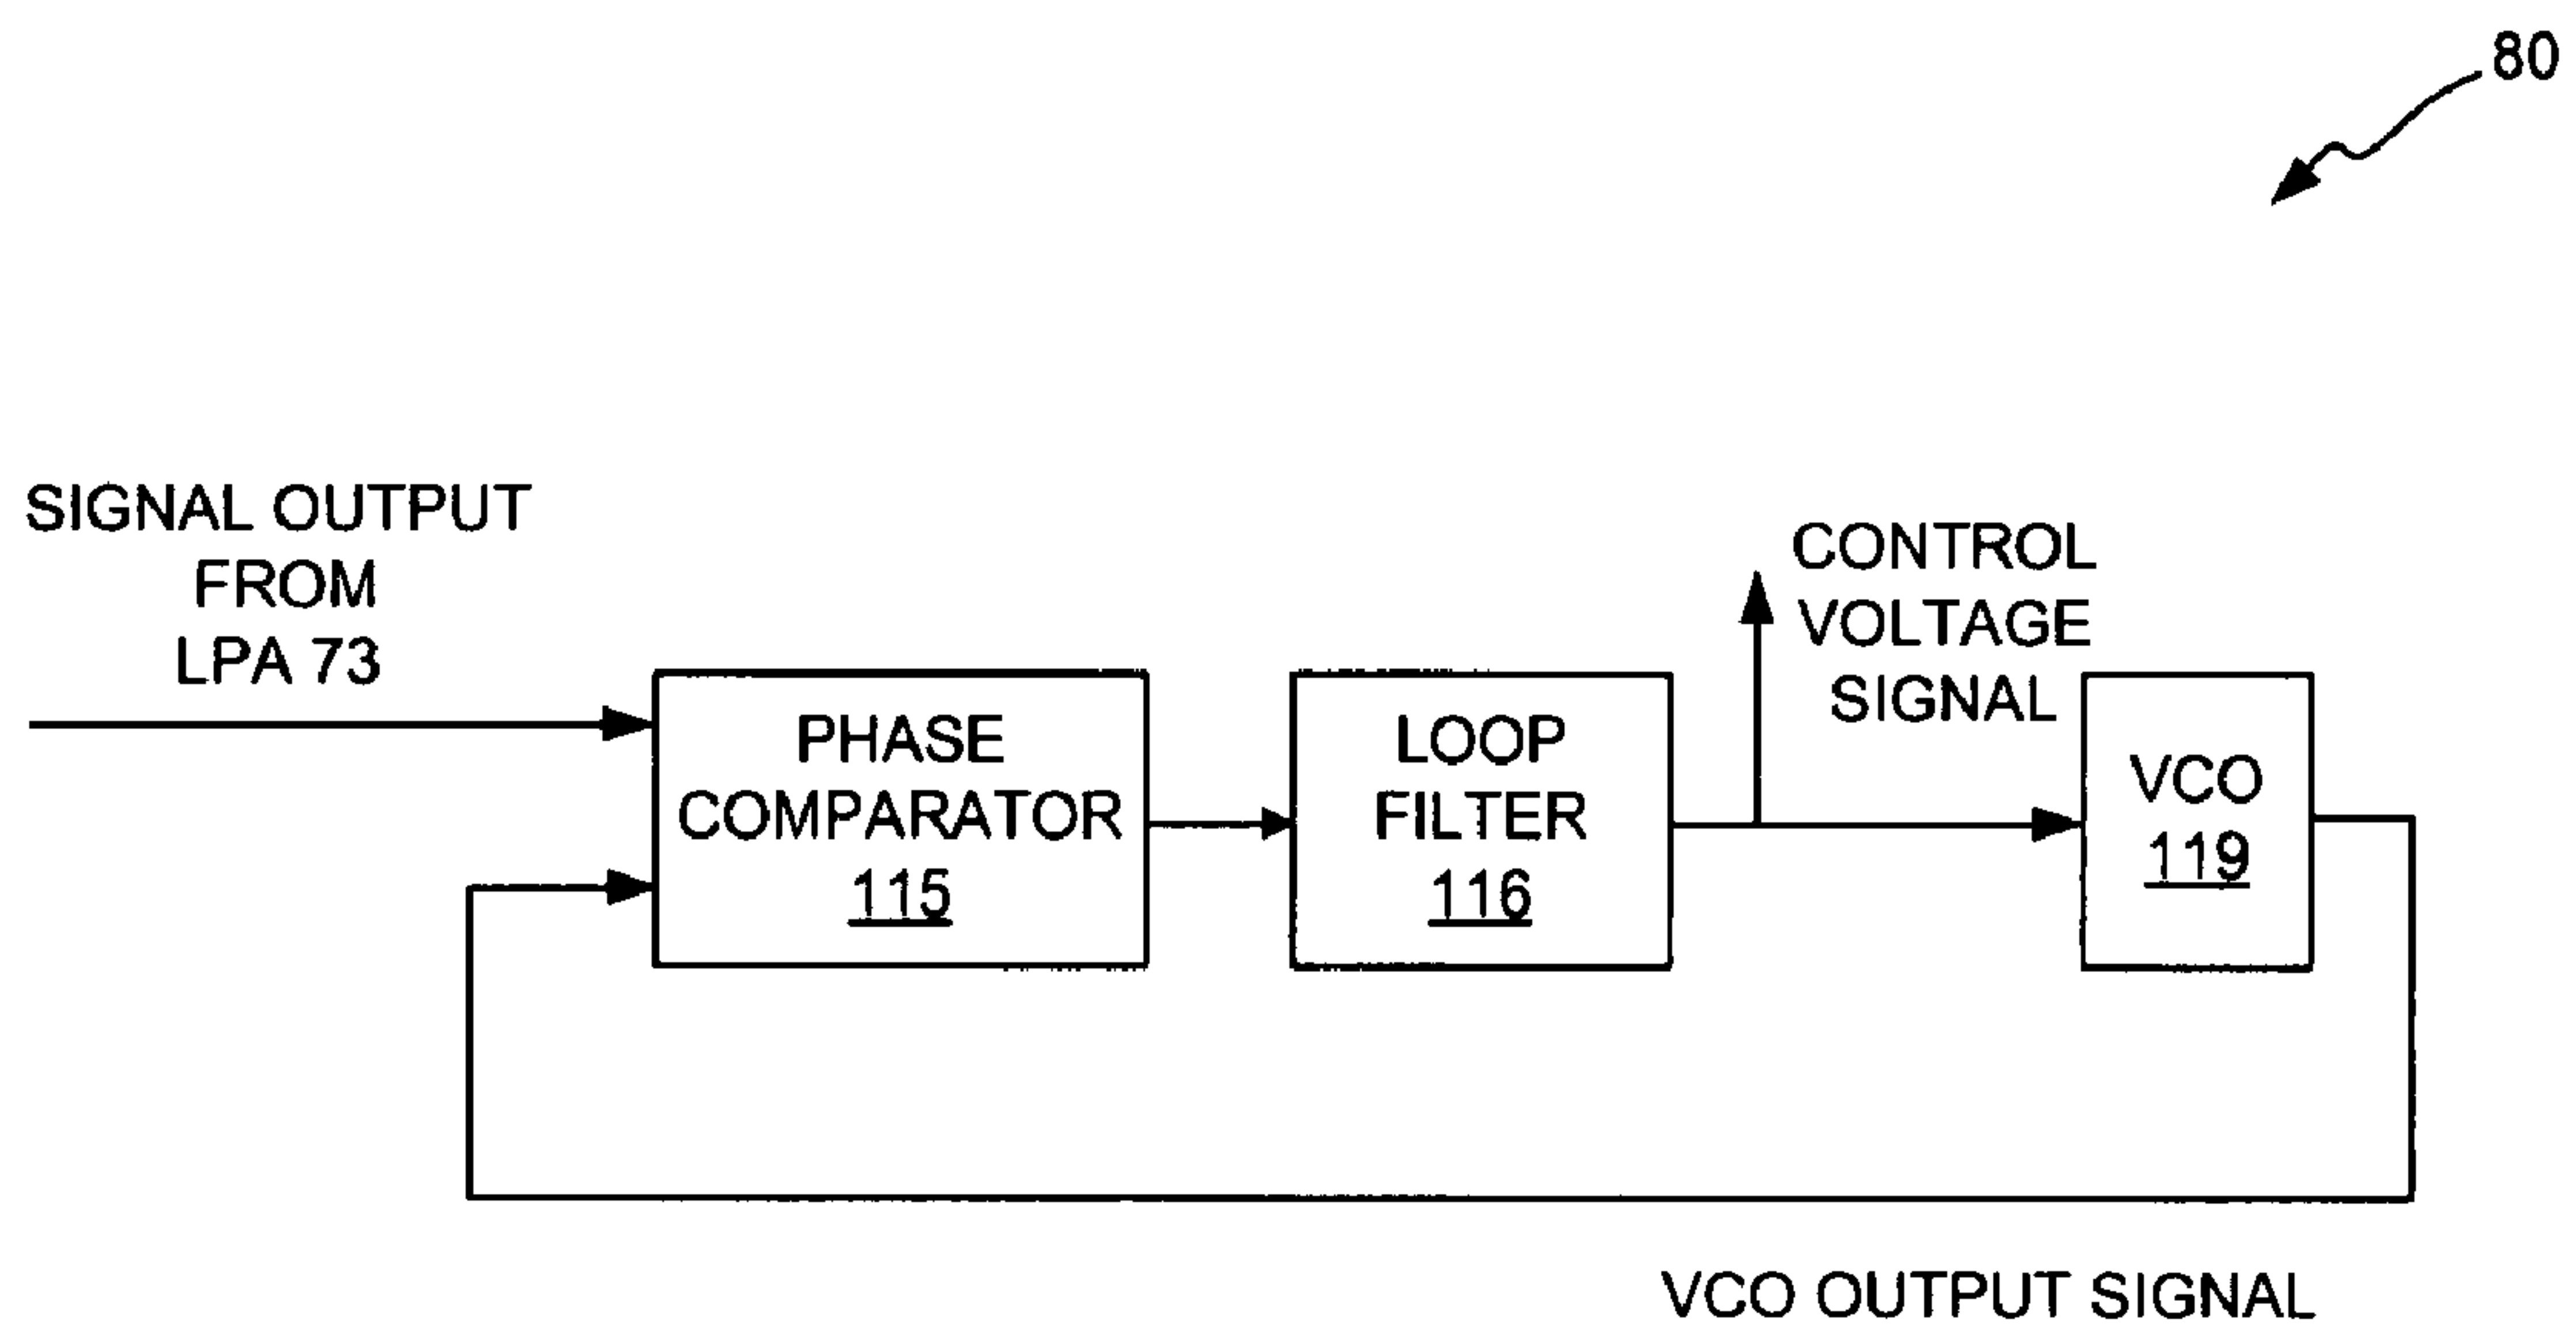 80
SIGNAL OUTPUT
FROM
LPA 73
CONTROL
VOLTAGE
SIGNAL
PHASE
COMPARATOR
115
LOOP
FILTER
116
VCO
119
VCO OUTPUT SIGNAL